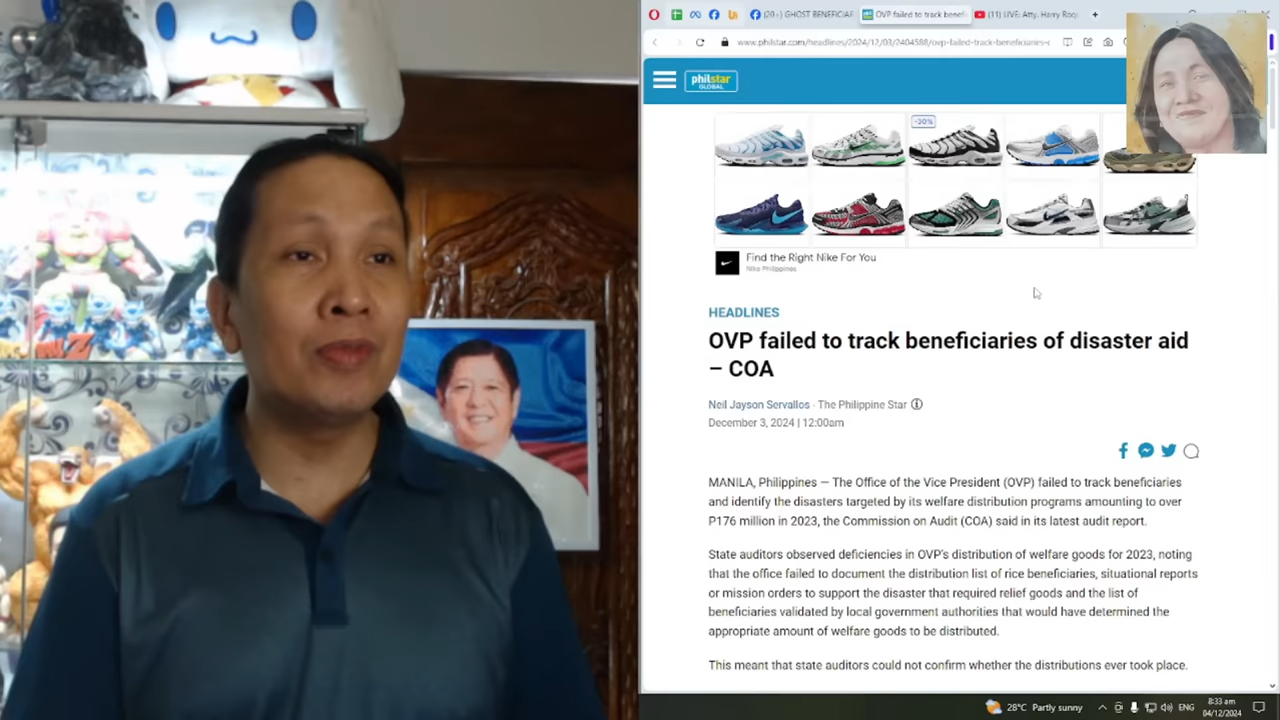 (20+) GHOST BENEFICIAR
OVP failed to track benefi
(11) LIVE: Atty. Harry Roq
www.philstar.com/headlines/2024/12/03/2404588/ovp-failed-track-beneficiaries-
philstar
GLOBAL
-30%
Find the Right Nike For You
Nike Philippines
HEADLINES
OVP failed to track beneficiaries of disaster aid
– COA
Neil Jayson Servallos - The Philippine Star
December 3, 2024 | 12:00am
MANILA, Philippines — The Office of the Vice President (OVP) failed to track beneficiaries
and identify the disasters targeted by its welfare distribution programs amounting to over
P176 million in 2023, the Commission on Audit (COA) said in its latest audit report.
State auditors observed deficiencies in OVP's distribution of welfare goods for 2023, noting
that the office failed to document the distribution list of rice beneficiaries, situational reports
or mission orders to support the disaster that required relief goods and the list of
beneficiaries validated by local government authorities that would have determined the
appropriate amount of welfare goods to be distributed.
This meant that state auditors could not confirm whether the distributions ever took place.
28°C Partly sunny
ENG
8:33 am
04/12/2024